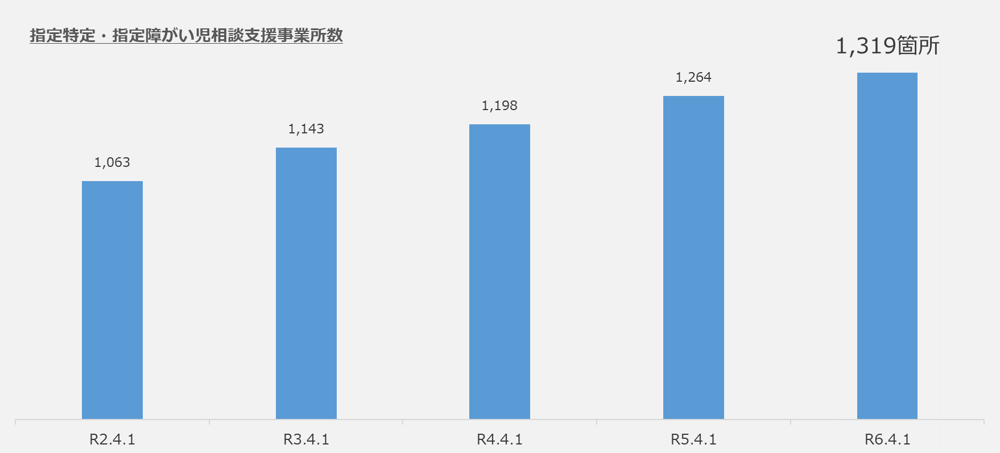 指定特定・指定障がい児相談支援事業所数
1,319箇所
1,264
1,198
1,143
1,063
R2.4.1
R3.4.1
R4.4.1
R5.4.1
R6.4.1